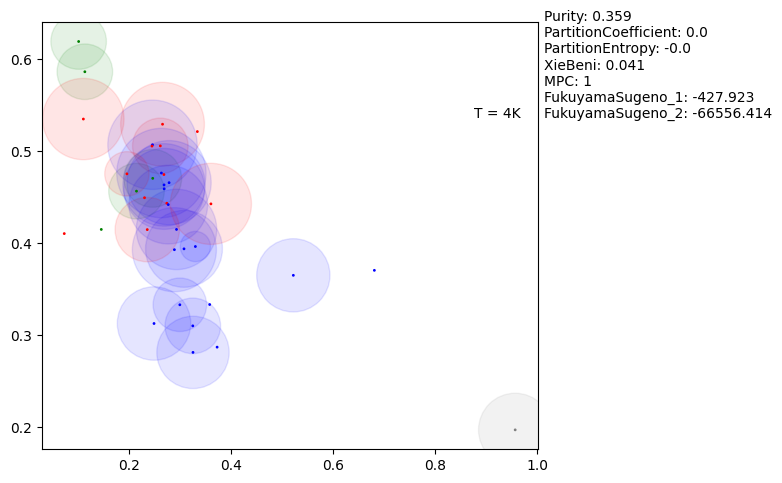 Purity: 0.359
PartitionCoefficient: 0.0
PartitionEntropy: -0.0
XieBeni: 0.041
MPC: 1
FukuyamaSugeno_1: -427.923
FukuyamaSugeno_2: -66556.414
T = 4K
0.6
0.5
0.4
0.3
0.2
0.2 0.4 0.6 0.8 1.0